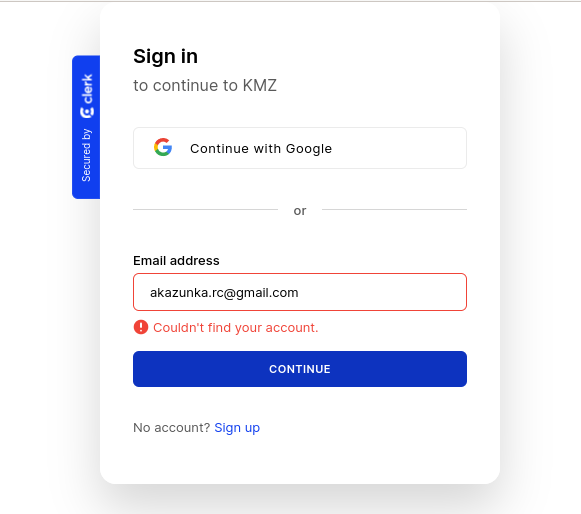 Sign in
to continue to KMZ
Secured by clerk
Continue with Google
or
Email address
akazunka.rc@gmail.com
Couldn't find your account.
CONTINUE
No account? Sign up